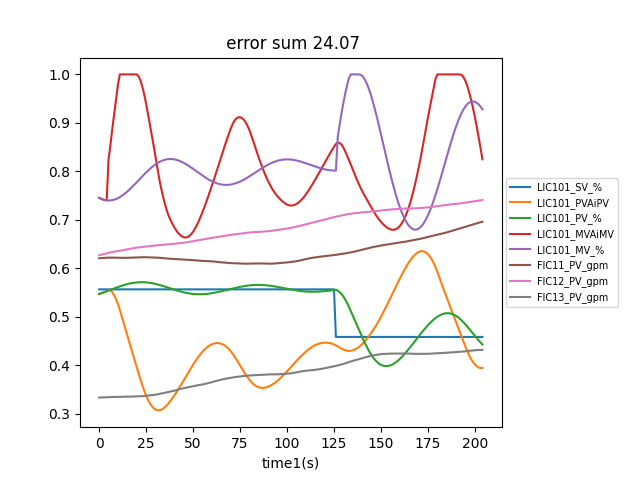 error sum 24.07
1.0
0.9
0.8
0.7
0.6
0.5
0.4
0.3
0
25
50
75
100
125
150
175
200
time1(s)
LIC101_SV_%
LIC101_PVAiPV
LIC101_PV_%
LIC101_MVAiMV
LIC101_MV_%
FIC11_PV_gpm
FIC12_PV_gpm
FIC13_PV_gpm